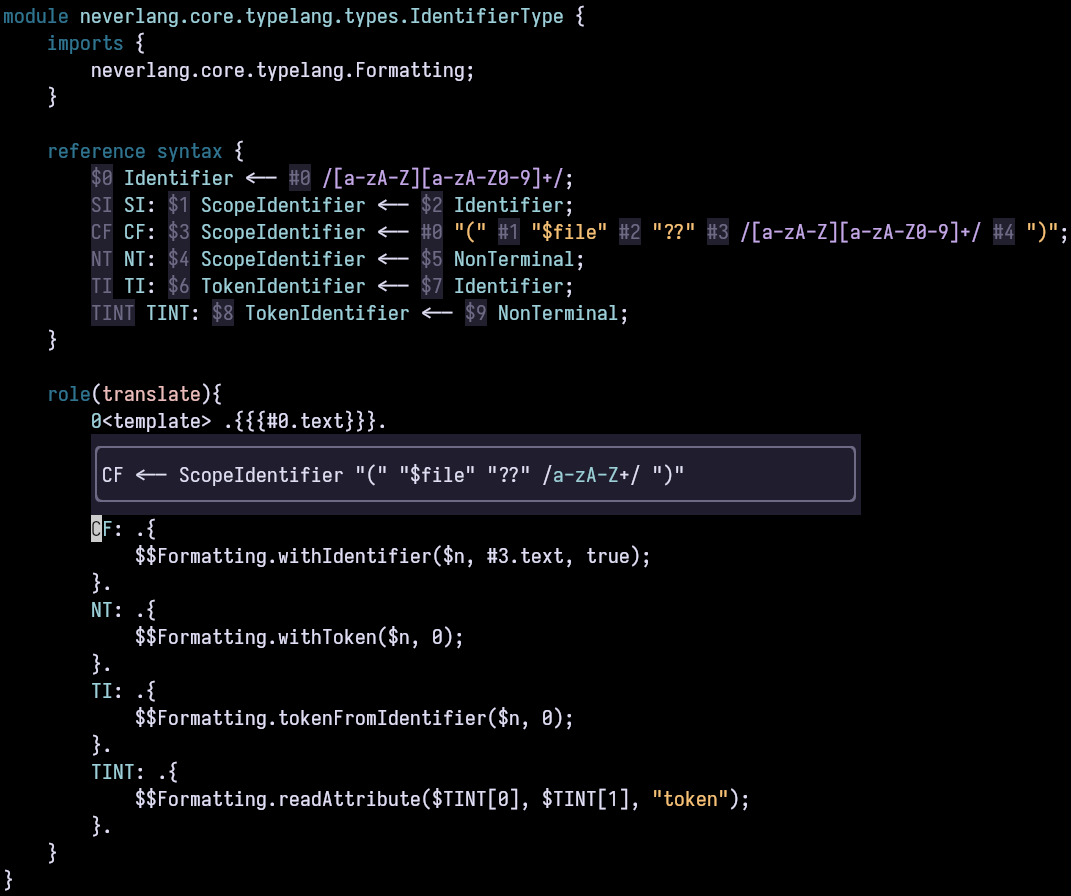 module neverlang.core.typelang.types.IdentifierType {
    imports {
        neverlang.core.typelang.Formatting;
    }

    reference syntax {
        $0 Identifier <-- #0 /[a-zA-Z][a-zA-Z0-9]+/;
        SI SI: $1 ScopeIdentifier <-- $2 Identifier;
        CF CF: $3 ScopeIdentifier <-- #0 "(" #1 "$file" #2 "??" #3 /[a-zA-Z][a-zA-Z0-9]+/ #4 ")";
        NT NT: $4 ScopeIdentifier <-- $5 NonTerminal;
        TI TI: $6 TokenIdentifier <-- $7 Identifier;
        TINT TINT: $8 TokenIdentifier <-- $9 NonTerminal;
    }

    role(translate){
        0<template> .{{{#0.text}}}.
        CF <-- ScopeIdentifier "(" "$file" "??" /a-zA-Z+/ ")"
        CF: .{
            $$Formatting.withIdentifier($n, #3.text, true);
        }.
        NT: .{
            $$Formatting.withToken($n, 0);
        }.
        TI: .{
            $$Formatting.tokenFromIdentifier($n, 0);
        }.
        TINT: .{
            $$Formatting.readAttribute($TINT[0], $TINT[1], "token");
        }.
    }
}